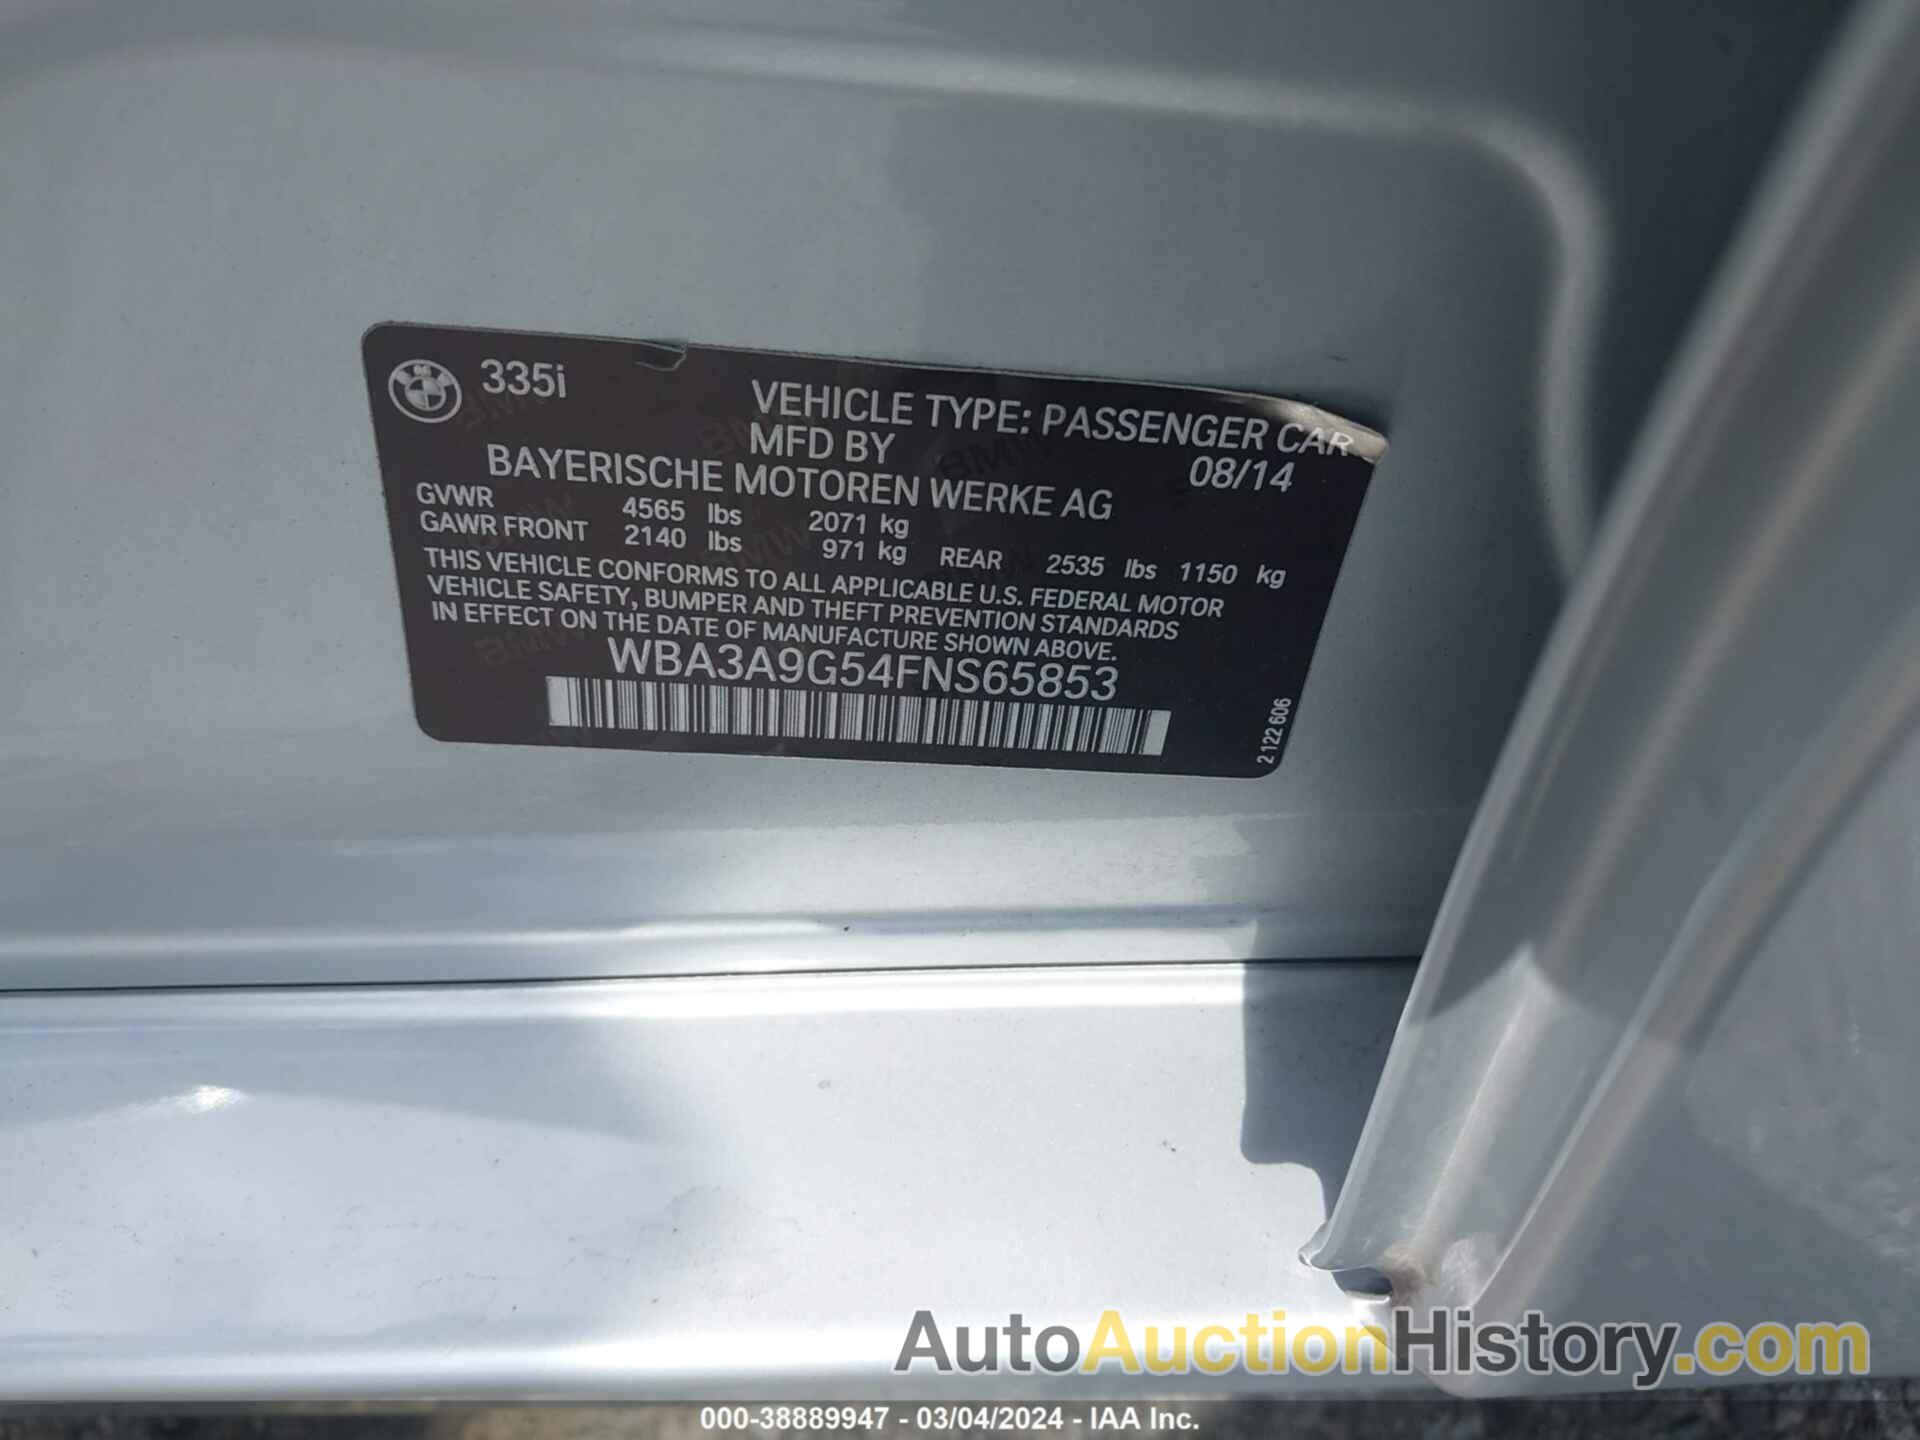 335i
VEHICLE TYPE: PASSENGER CAR
MFD BY 08/14
BAYERISCHE MOTOREN WERKE AG
GVWR 4565 lbs 2071 kg
GAWR FRONT 2140 lbs 971 kg REAR 2535 lbs 1150 kg
THIS VEHICLE CONFORMS TO ALL APPLICABLE U.S. FEDERAL MOTOR
VEHICLE SAFETY, BUMPER AND THEFT PREVENTION STANDARDS
IN EFFECT ON THE DATE OF MANUFACTURE SHOWN ABOVE.
WBA3A9G54FNS65853
2 122 606
AutoAuctionHistory.com
000-38889947 - 03/04/2024 - IAA Inc.